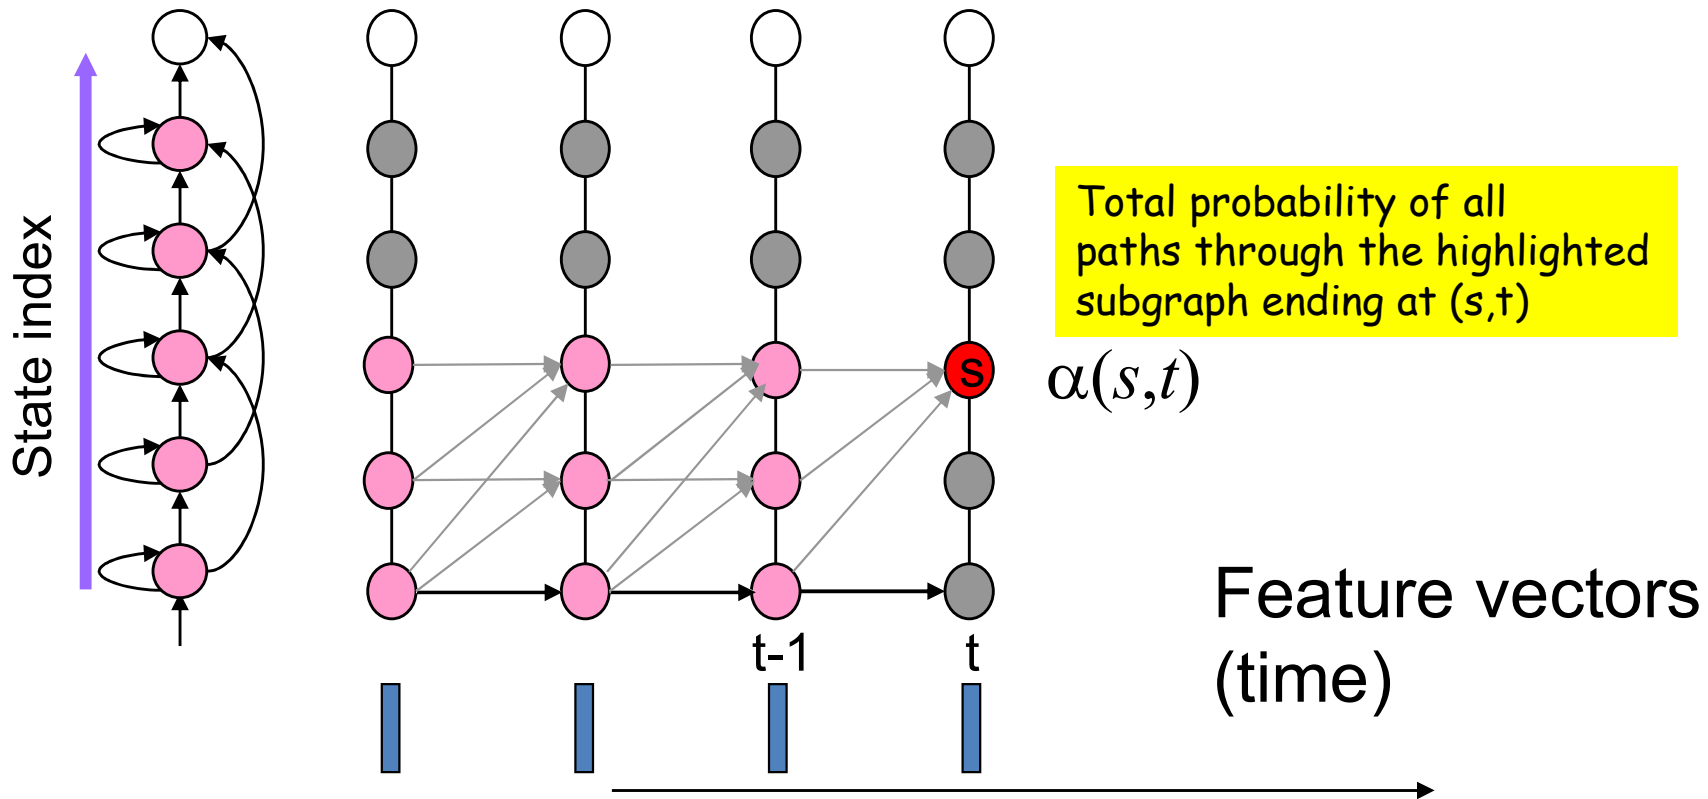 State index
Total probability of all
paths through the highlighted
subgraph ending at (s,t)
s
α(s,t)
t-1
t
Feature vectors
(time)